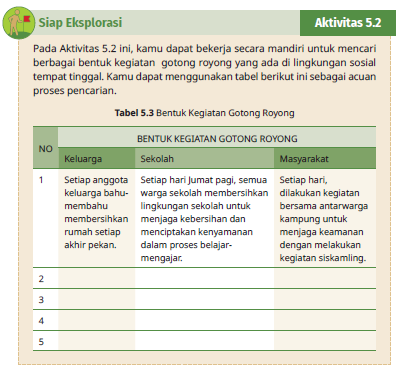 Siap Eksplorasi
Aktivitas 5.2
Pada Aktivitas 5.2 ini, kamu dapat bekerja secara mandiri untuk mencari
berbagai bentuk kegiatan gotong royong yang ada di lingkungan sosial
tempat tinggal. Kamu dapat menggunakan tabel berikut ini sebagai acuan
proses pencarian.
Tabel 5.3 Bentuk Kegiatan Gotong Royong
NO
BENTUK KEGIATAN GOTONG ROYONG
Keluarga
Sekolah
Masyarakat
1
Setiap anggota
keluarga bahu-
membahu
membersihkan
rumah setiap
akhir pekan.
Setiap hari Jumat pagi, semua
warga sekolah membersihkan
lingkungan sekolah untuk
menjaga kebersihan dan
menciptakan kenyamanan
dalam proses belajar-
mengajar.
Setiap hari,
dilakukan kegiatan
bersama antarwarga
kampung untuk
menjaga keamanan
dengan melakukan
kegiatan siskamling.
2
3
4
5